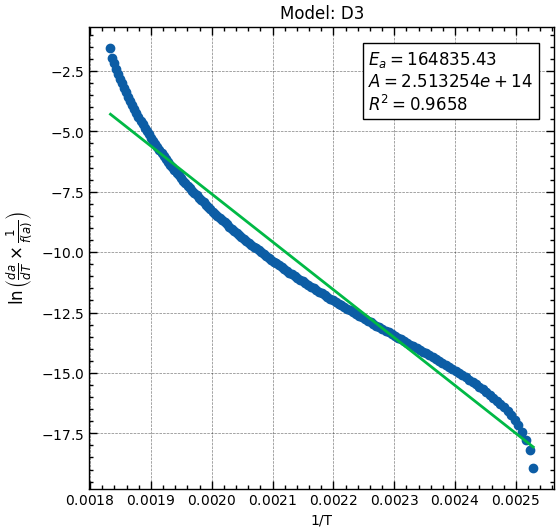 Model: D3
E_a = 164835.43
A = 2.513254e + 14
R² = 0.9658
ln(da/dT × 1/f(a))
−2.5
−5.0
−7.5
−10.0
−12.5
−15.0
−17.5
0.0018 0.0019 0.0020 0.0021 0.0022 0.0023 0.0024 0.0025
1/T